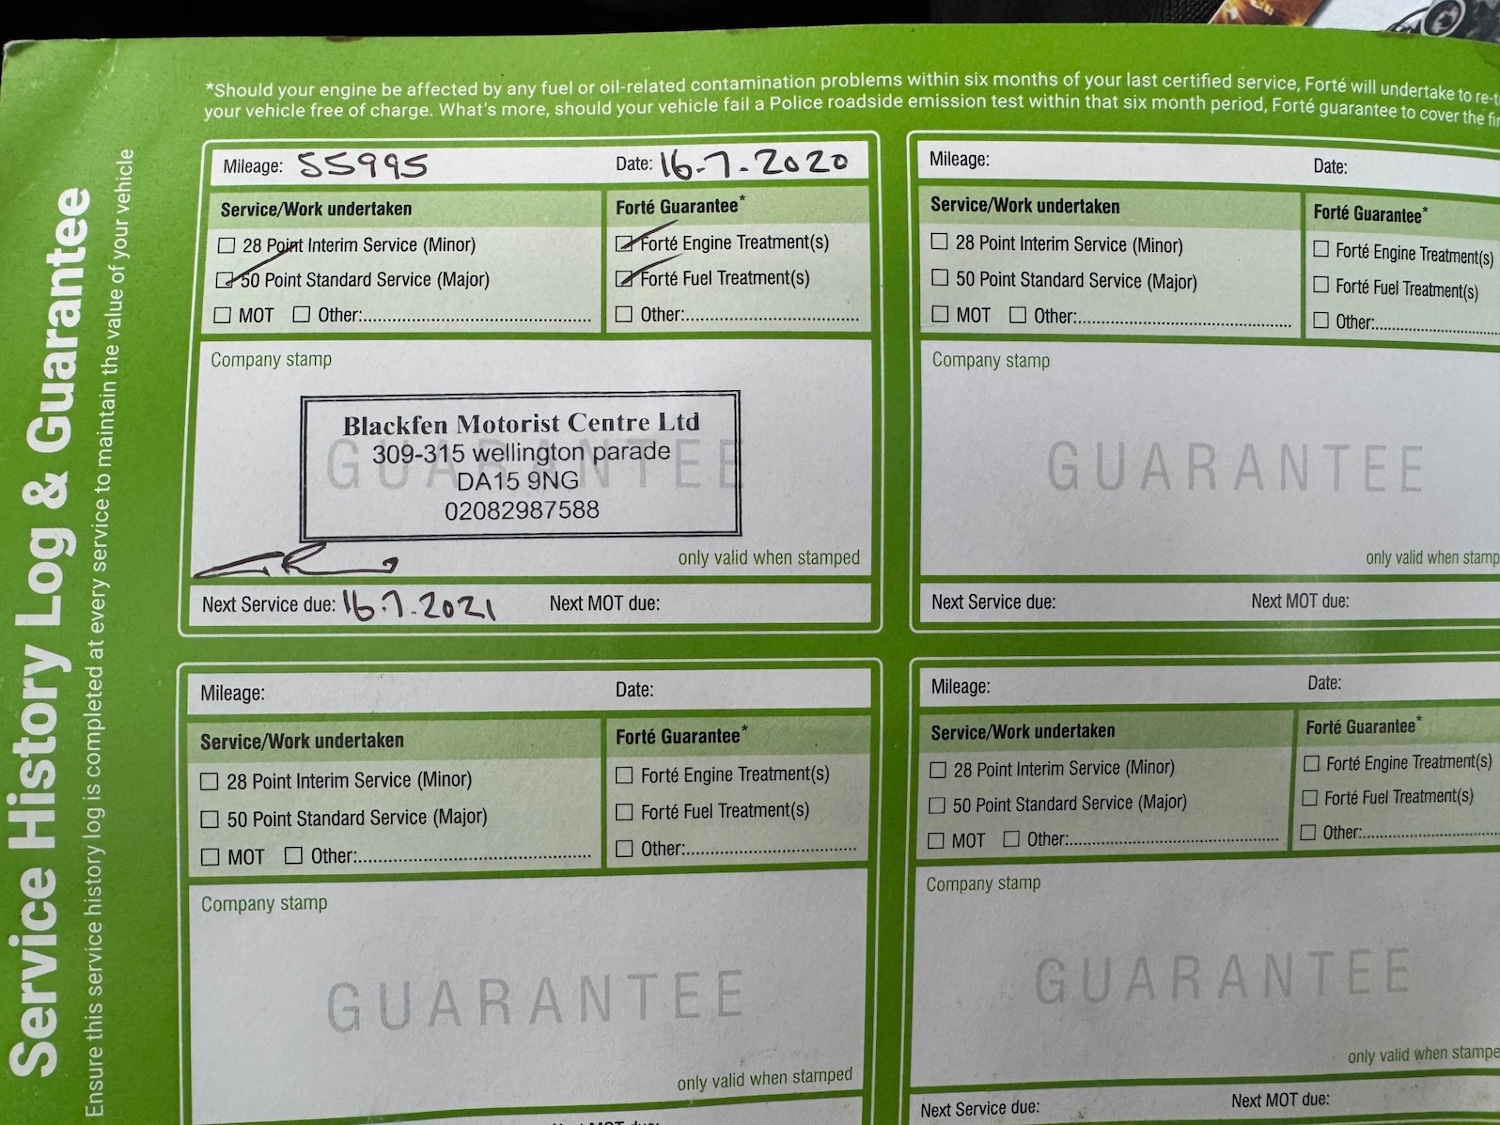 *Should your engine be affected by any fuel or oil-related contamination problems within six months of your last certified service, Forté will undertake to re-t
your vehicle free of charge. What's more, should your vehicle fail a Police roadside emission test within that six month period, Forté guarantee to cover the fi
Service History Log & Guarantee
Ensure this service history log is completed at every service to maintain the value of your vehicle
Mileage: 55995 Date: 16-7-2020
Service/Work undertaken Forté Guarantee*
28 Point Interim Service (Minor) Forté Engine Treatment(s)
50 Point Standard Service (Major) Forté Fuel Treatment(s)
MOT Other: Other:
Company stamp
GUARANTEE
Blackfen Motorist Centre Ltd
309-315 wellington parade
DA15 9NG
02082987588
only valid when stamped
Next Service due: 16.7.2021 Next MOT due:
Mileage: Date:
Service/Work undertaken Forté Guarantee*
28 Point Interim Service (Minor) Forté Engine Treatment(s)
50 Point Standard Service (Major) Forté Fuel Treatment(s)
MOT Other: Other:
Company stamp
GUARANTEE
only valid when stamp
Next Service due: Next MOT due:
Mileage: Date:
Service/Work undertaken Forté Guarantee*
28 Point Interim Service (Minor) Forté Engine Treatment(s)
50 Point Standard Service (Major) Forté Fuel Treatment(s)
MOT Other: Other:
Company stamp
GUARANTEE
only valid when stamped
Next MOT due:
Mileage: Date:
Service/Work undertaken Forté Guarantee*
28 Point Interim Service (Minor) Forté Engine Treatment(s)
50 Point Standard Service (Major) Forté Fuel Treatment(s)
MOT Other: Other:
Company stamp
GUARANTEE
only valid when stampe
Next Service due: Next MOT due: